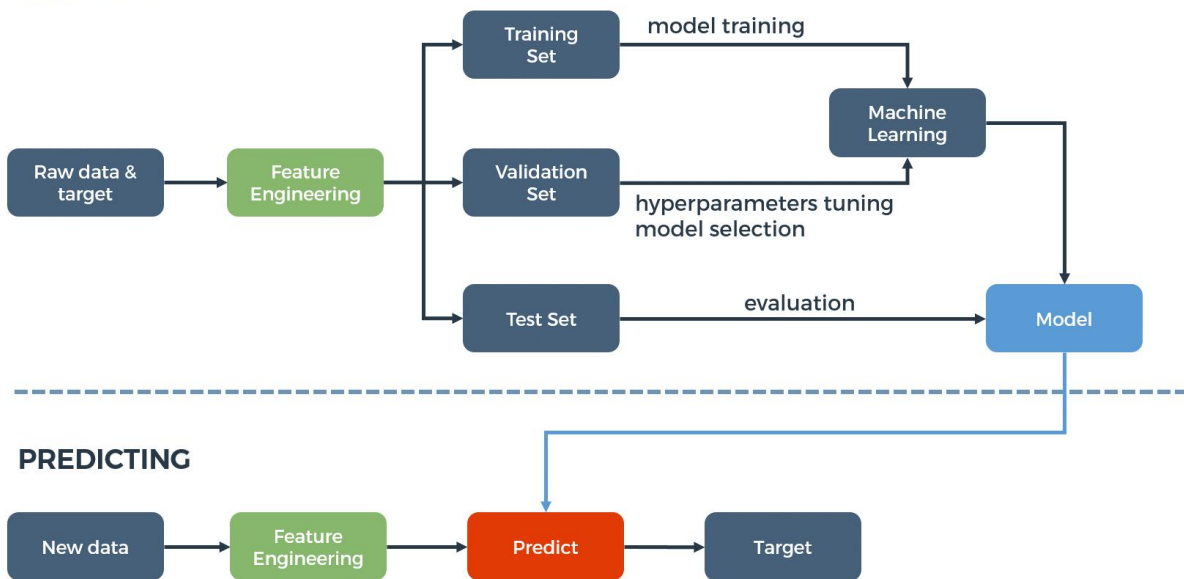 Training
Set
model training
Machine
Learning
Raw data &
target
Feature
Engineering
Validation
Set
hyperparameters tuning
model selection
Test Set
evaluation
Model
PREDICTING
New data
Feature
Engineering
Predict
Target